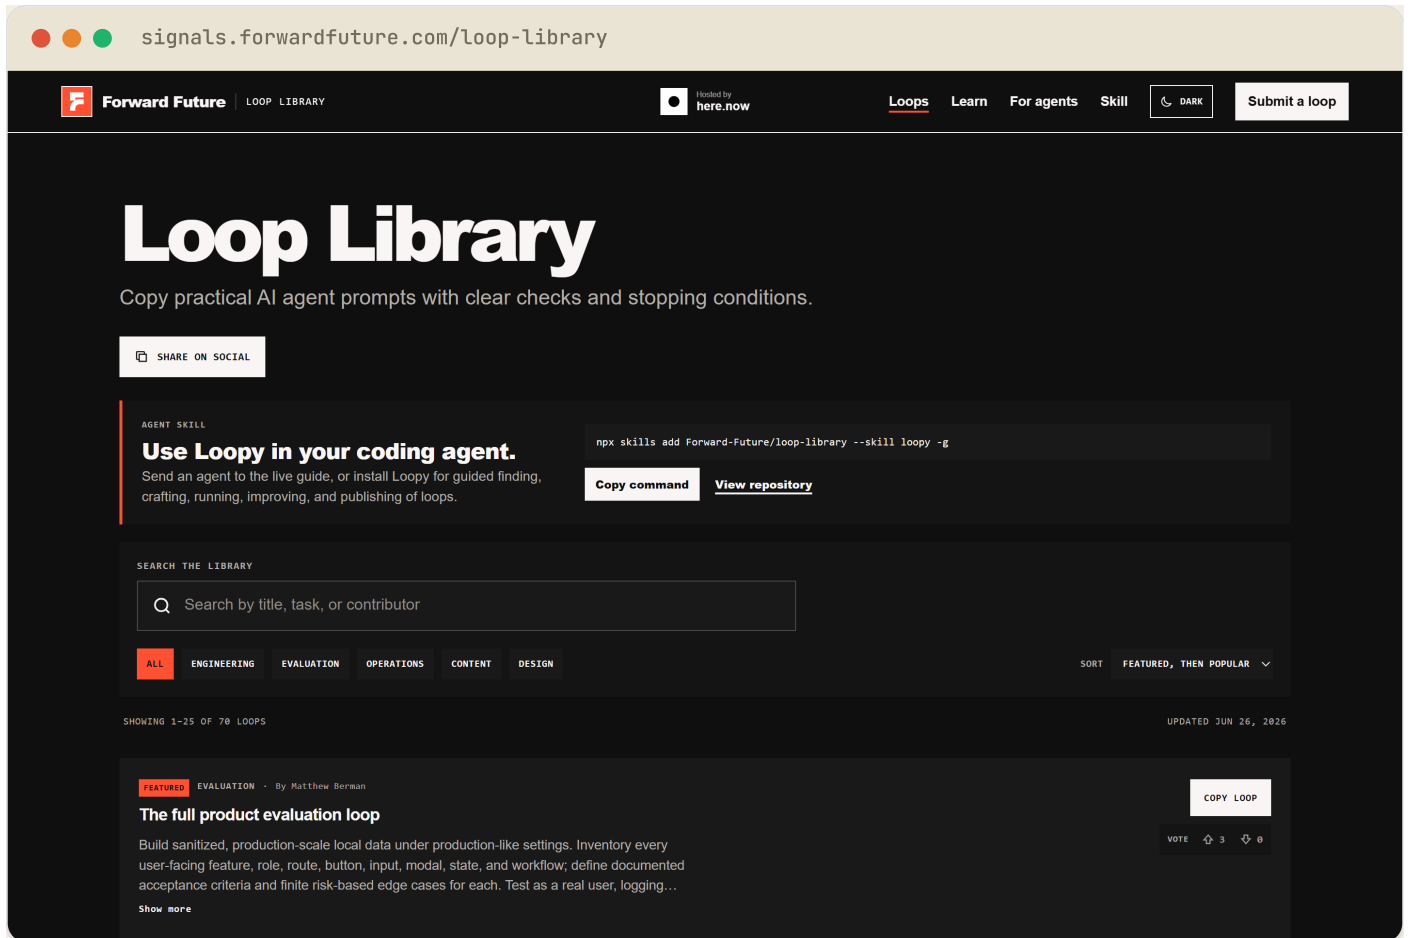 signals.forwardfuture.com/loop-library
Forward Future
LOOP LIBRARY
Hosted by
here.now
Loops
Learn
For agents
Skill
DARK
Submit a loop
Loop Library
Copy practical AI agent prompts with clear checks and stopping conditions.
SHARE ON SOCIAL
AGENT SKILL
Use Loopy in your coding agent.
Send an agent to the live guide, or install Loopy for guided finding,
crafting, running, improving, and publishing of loops.
npx skills add Forward-Future/loop-library --skill loopy -g
Copy command
View repository
SEARCH THE LIBRARY
Search by title, task, or contributor
ALL
ENGINEERING
EVALUATION
OPERATIONS
CONTENT
DESIGN
SORT
FEATURED, THEN POPULAR
SHOWING 1–25 OF 70 LOOPS
UPDATED JUN 26, 2026
FEATURED
EVALUATION · By Matthew Berman
The full product evaluation loop
Build sanitized, production-scale local data under production-like settings. Inventory every
user-facing feature, role, route, button, input, modal, state, and workflow; define documented
acceptance criteria and finite risk-based edge cases for each. Test as a real user, logging…
Show more
COPY LOOP
VOTE 3 0